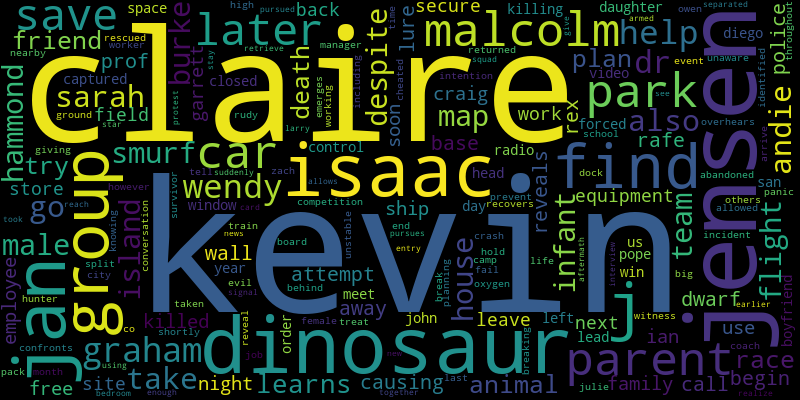 claire
kevin
dinosaur
isaac
jensen
group
jan
find
parent
malcolm
park
save
later
friend
prof
space
burke
back
death
despite
lure
secure
killing
daughter
owen
separated
armed
throughout
high
pursued
time
stay
cheated
help
plan
dr
diego
police
unaware
nearby
rescued
worker
captured
sarah
garrett
closed
manager
emerges
working
including
soon
craig
map
work
rex
video
returned
squad
intention
retrieve
identified
event
andie
hammond
protest
field
ground
star
rudy
larry
control
base
radio
head
also
forced
school
rafe
overhears
arrive
giving
try
smurf
car
tell
suddenly
zach
allows
competition
prevent
recovers
dock
see
abandoned
others
allowed
san
panic
store
however
survivor
wendy
window
card
ship
day
reveals
infant
equipment
team
flight
go
knowing
conversation
island
train
news
board
unstable
end
pursues
entry
crash
hold
camp
fail
oxygen
life
us
pope
win
incident
big
male
split
city
wall
year
evil
signal
behind
attempt
meet
away
house
break
planning
dwarf
witness
earlier
employee
hunter
co
taken
reveal
female
treat
order
john
leave
left
breaking
next
lead
j
ian
use
coach
boyfriend
confronts
killed
shortly
graham
job
new
race
pack
month
free
site
using
bedroom
take
enough
night
learns
causing
together
last
animal
julie
family
interview
aftermath
call
begin
realize
took
reach
give